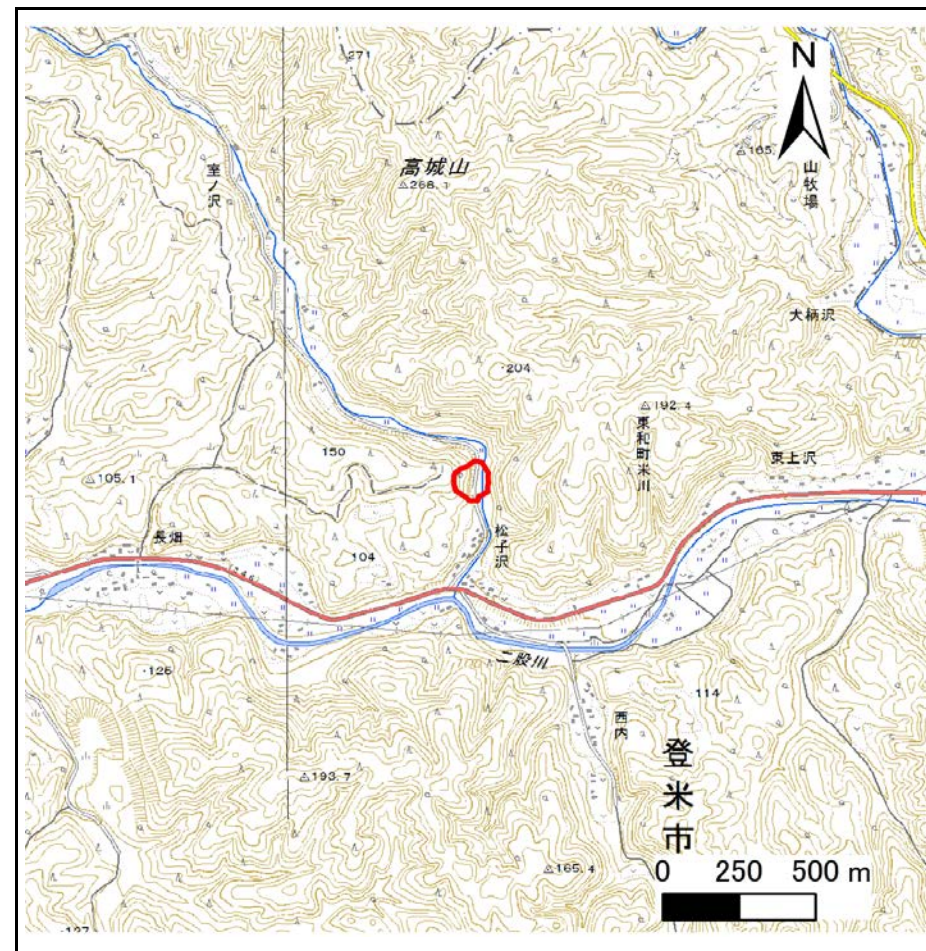 271
N
165.
高城山
△268.1
室ノ沢
山牧場
大柄沢
・204
△192.4
東和町米川
東上沢
150
△105.1
長畑
104
松子沢
346
二股川
・126
114
西内
登米市
△193.7
△165.4
0 250 500 m
・127